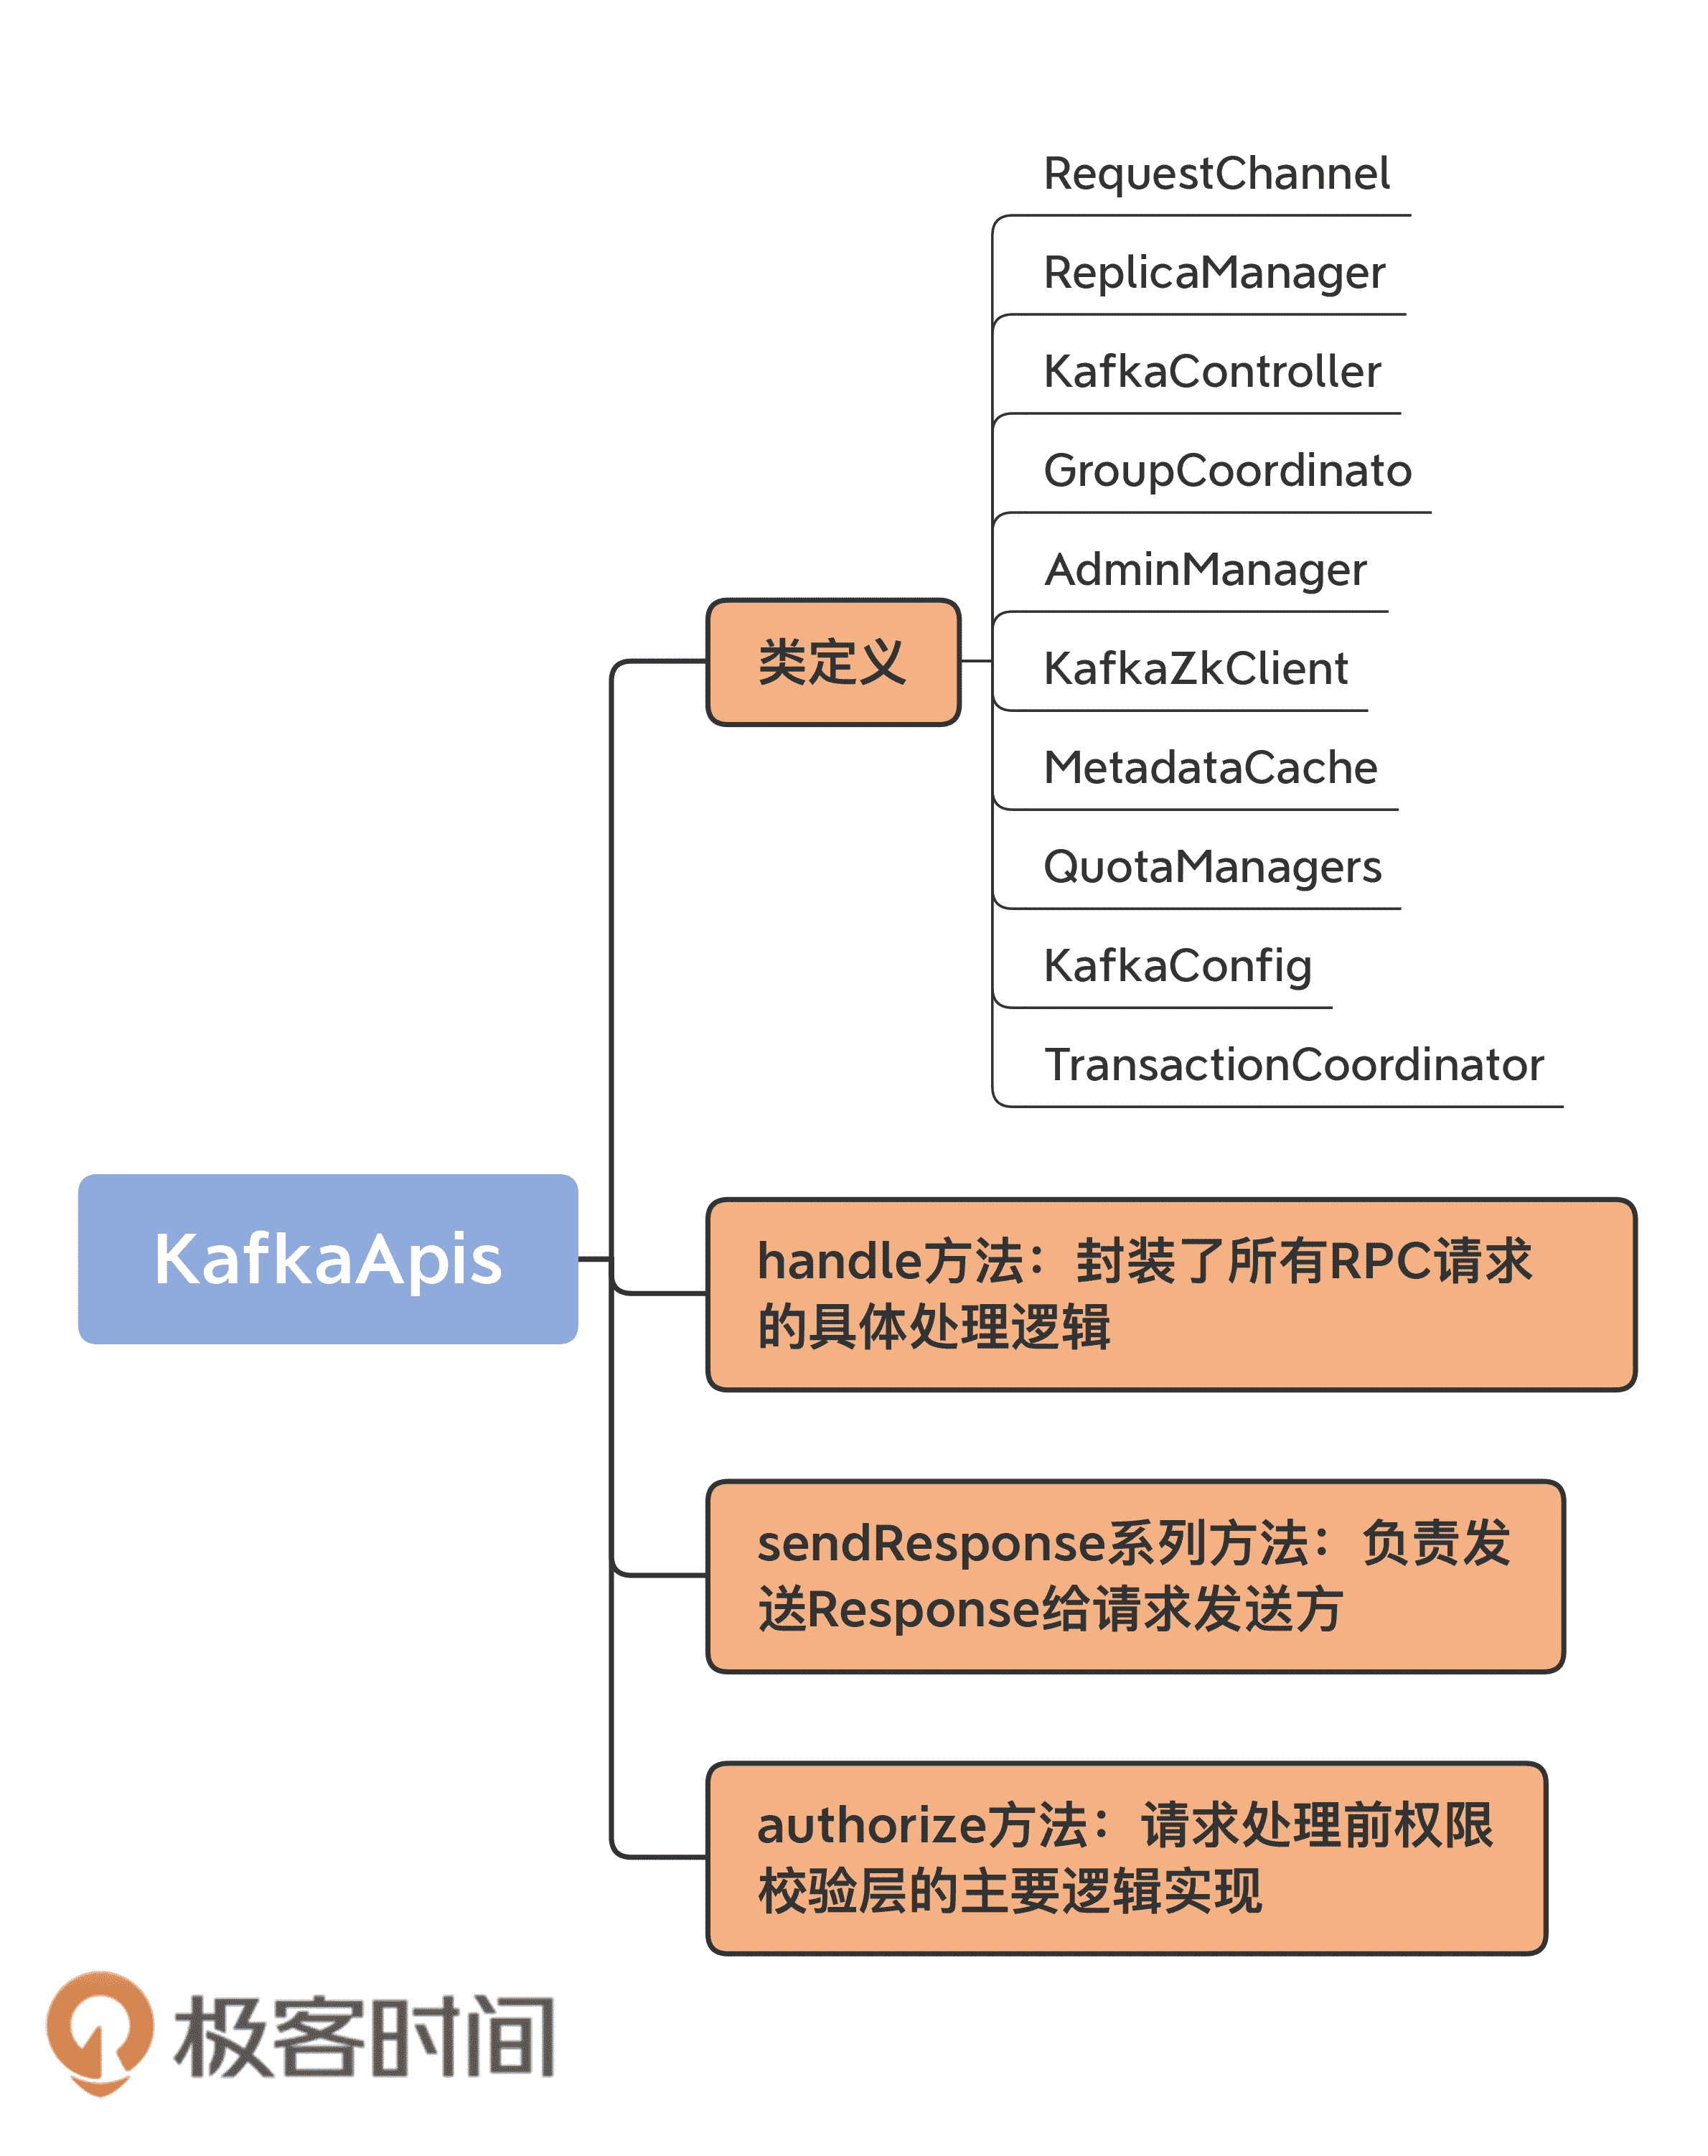 RequestChannel
ReplicaManager
KafkaController
GroupCoordinato
AdminManager
类定义
KafkaZkClient
MetadataCache
QuotaManagers
KafkaConfig
TransactionCoordinator
KafkaApis
handle方法：封装了所有RPC请求
的具体处理逻辑
sendResponse系列方法：负责发
送Response给请求发送方
authorize方法：请求处理前权限
校验层的主要逻辑实现
极客时间